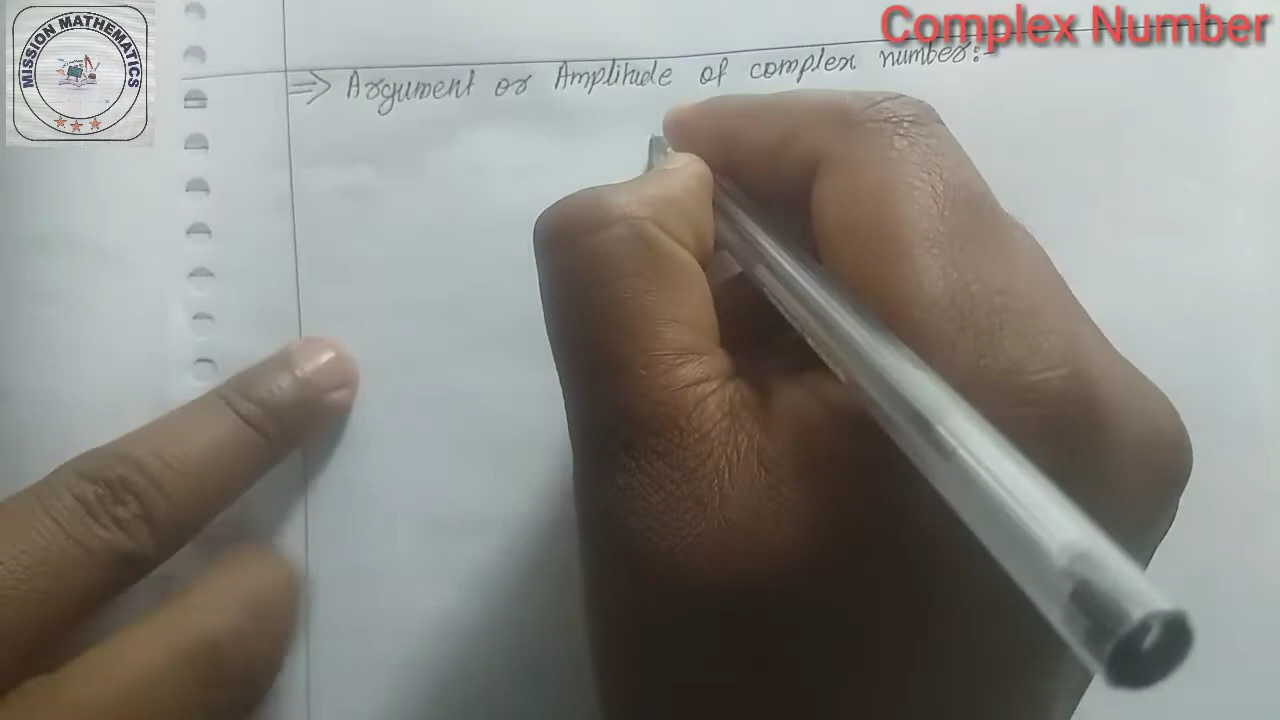 MISSION MATHEMATICS
Complex Number
⇒ Argument or Amplitude of complex number:-